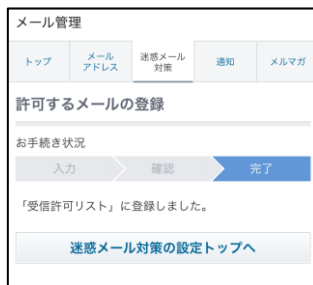 メール管理
トップ
メール
アドレス
迷惑メール
対策
通知
メルマガ
許可するメールの登録
お手続き状況
入力
確認
完了
「受信許可リスト」に登録しました。
迷惑メール対策の設定トップへ